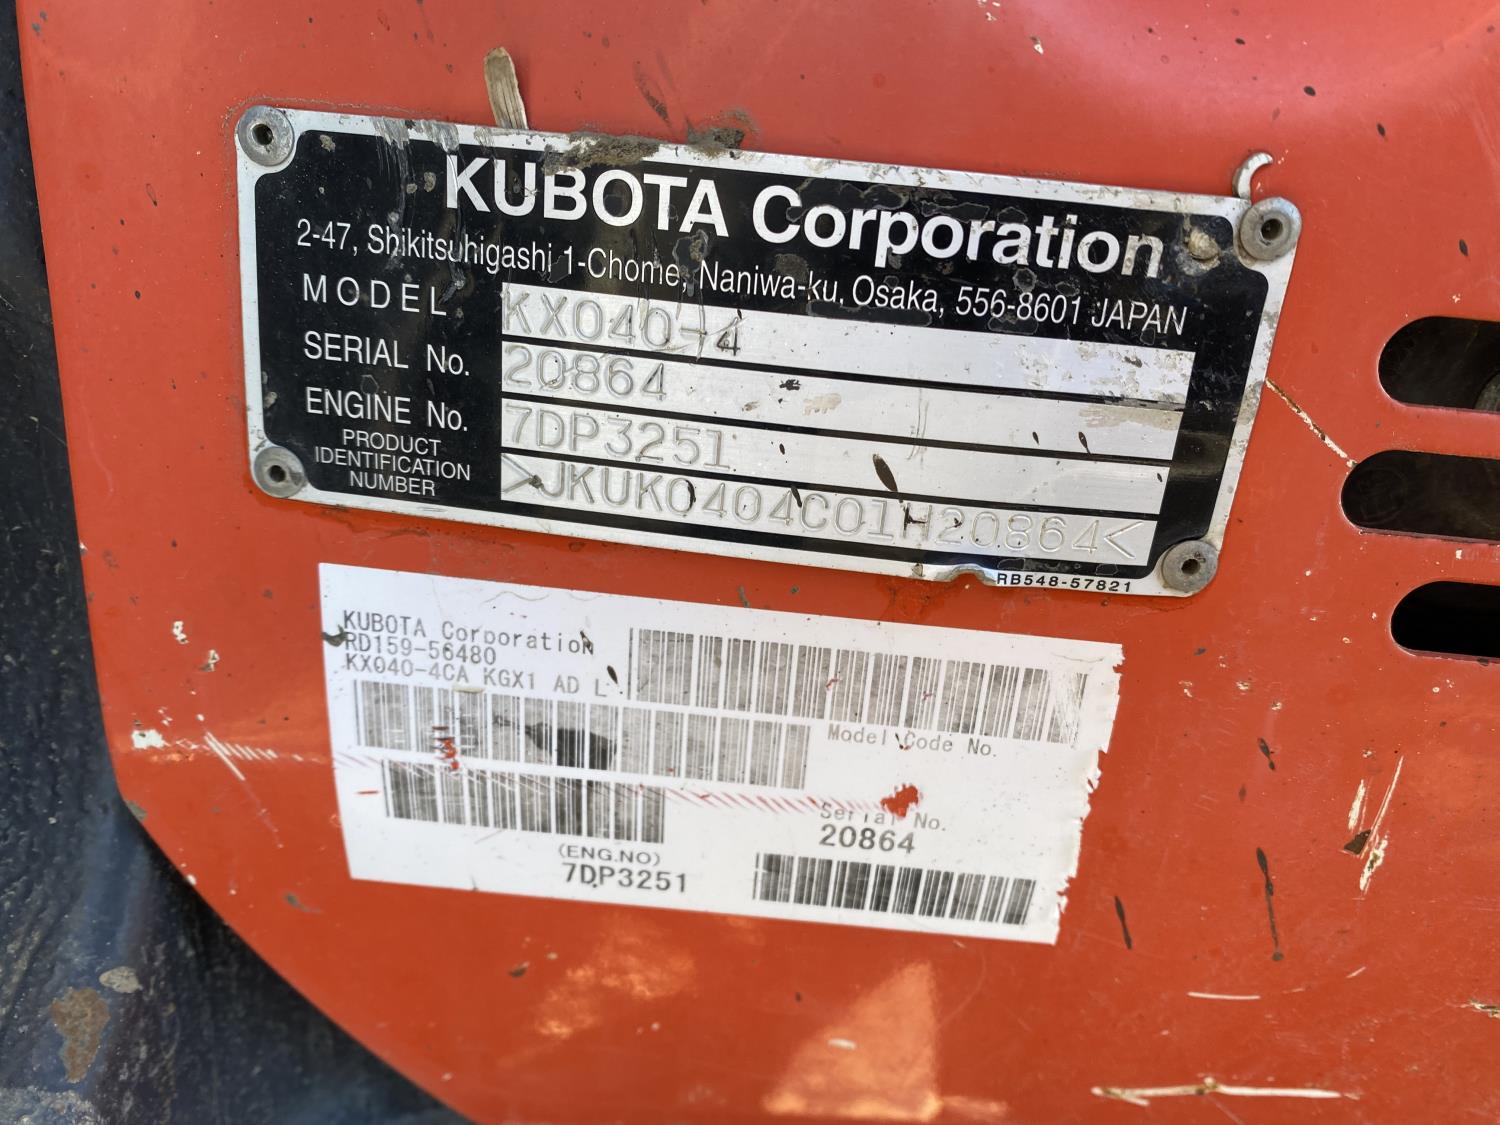 KUBOTA Corporation
2-47, Shikitsuhigashi 1-Chome, Naniwa-ku, Osaka, 556-8601 JAPAN
MODEL KX040-4
SERIAL No. 20864
ENGINE No. 7DP3251
PRODUCT
IDENTIFICATION
NUMBER >JKUK0404C01H20864<
RB548-57821
KUBOTA Corporation
RD159-56480
KX040-4CA KGX1 AD L
Model Code No.
Serial No.
20864
(ENG.NO)
7DP3251